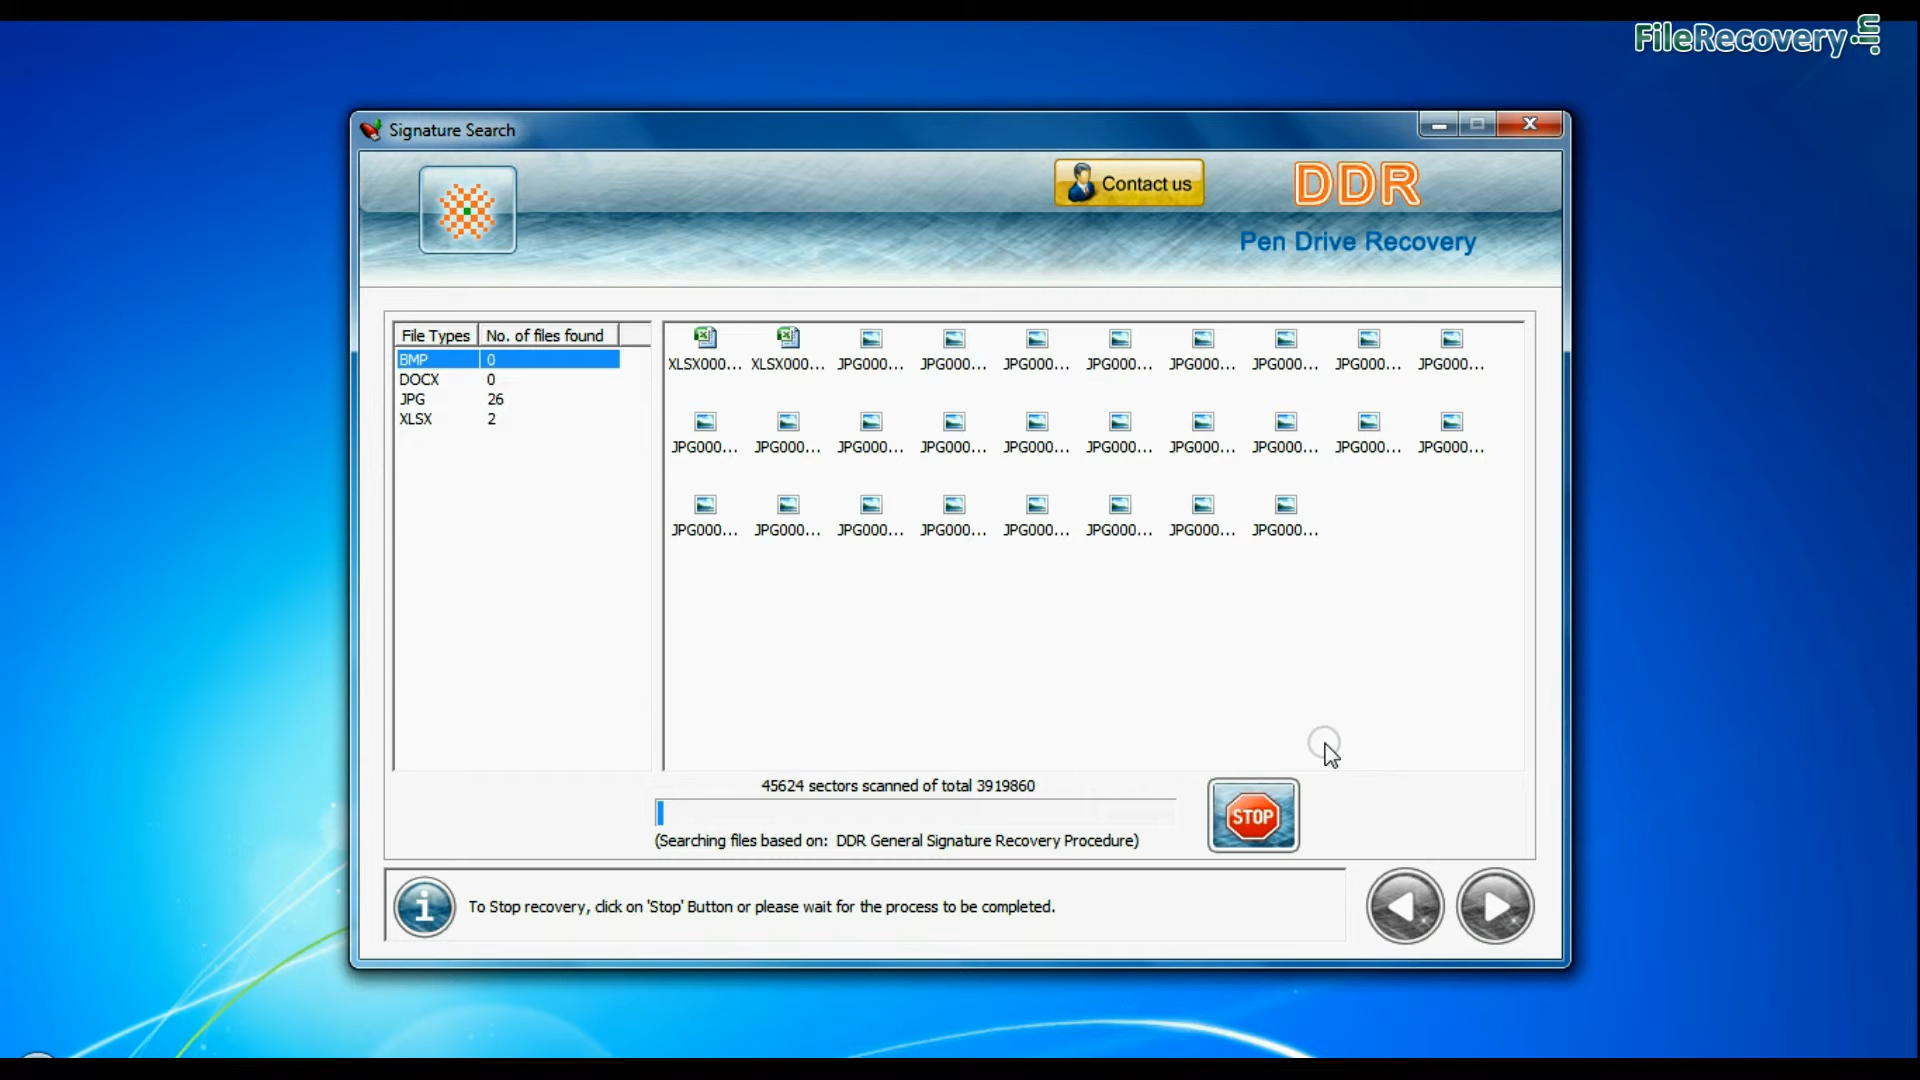 FileRecovery.in
Signature Search
Contact us
DDR
Pen Drive Recovery
File Types No. of files found
BMP 0
DOCX 0
JPG 26
XLSX 2
XLSX000... XLSX000... JPG000... JPG000... JPG000... JPG000... JPG000... JPG000... JPG000... JPG000...
JPG000... JPG000... JPG000... JPG000... JPG000... JPG000... JPG000... JPG000... JPG000... JPG000...
JPG000... JPG000... JPG000... JPG000... JPG000... JPG000... JPG000... JPG000...
45624 sectors scanned of total 3919860
STOP
(Searching files based on: DDR General Signature Recovery Procedure)
To Stop recovery, click on 'Stop' Button or please wait for the process to be completed.